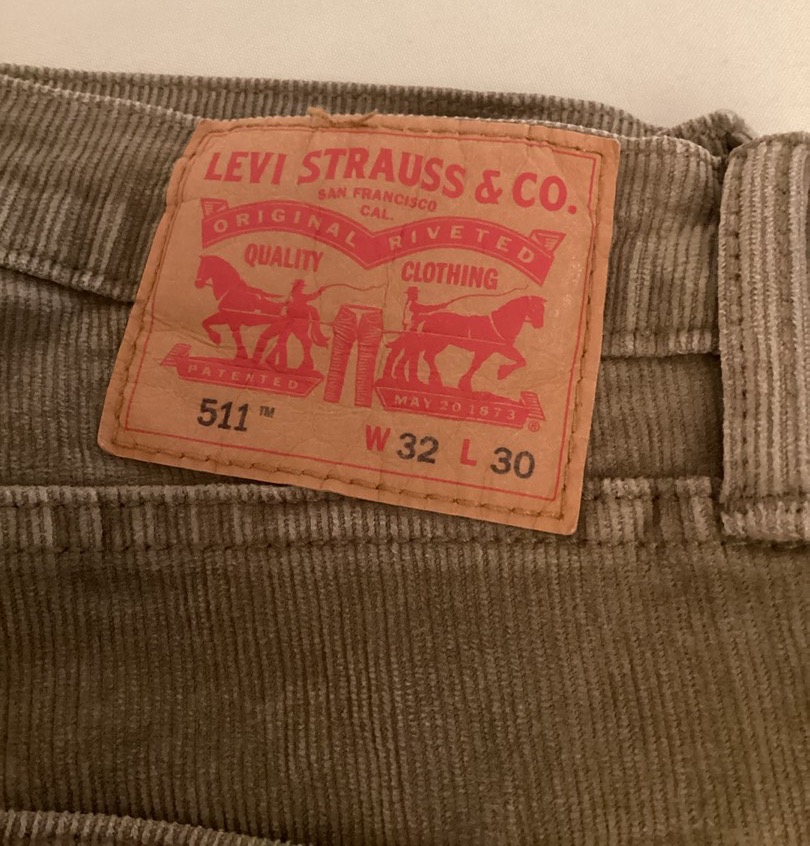 LEVI STRAUSS & CO.
SAN FRANCISCO
CAL.
ORIGINAL RIVETED
QUALITY CLOTHING
PATENTED MAY 20 1873 ®
511™
W 32 L 30